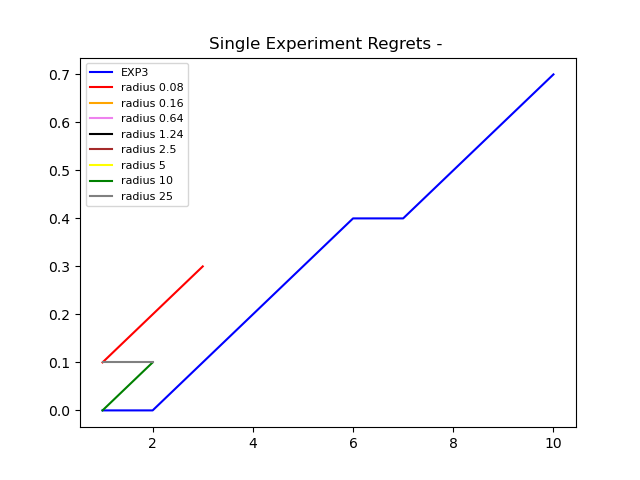 Single Experiment Regrets -
EXP3
radius 0.08
radius 0.16
radius 0.64
radius 1.24
radius 2.5
radius 5
radius 10
radius 25
0.7
0.6
0.5
0.4
0.3
0.2
0.1
0.0
2 4 6 8 10